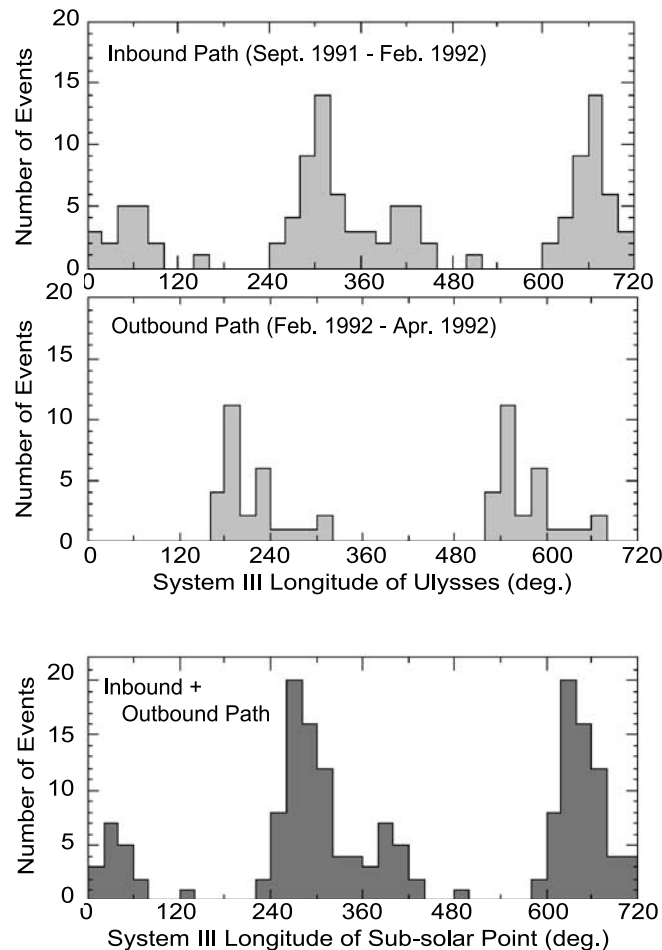 20
Inbound Path (Sept. 1991 - Feb. 1992)
15
10
5
0
Number of Events
0 120 240 360 480 600 720
20
Outbound Path (Feb. 1992 - Apr. 1992)
15
10
5
0
Number of Events
0 120 240 360 480 600 720
System III Longitude of Ulysses (deg.)
20
Inbound +
Outbound Path
15
10
5
0
Number of Events
0 120 240 360 480 600 720
System III Longitude of Sub-solar Point (deg.)